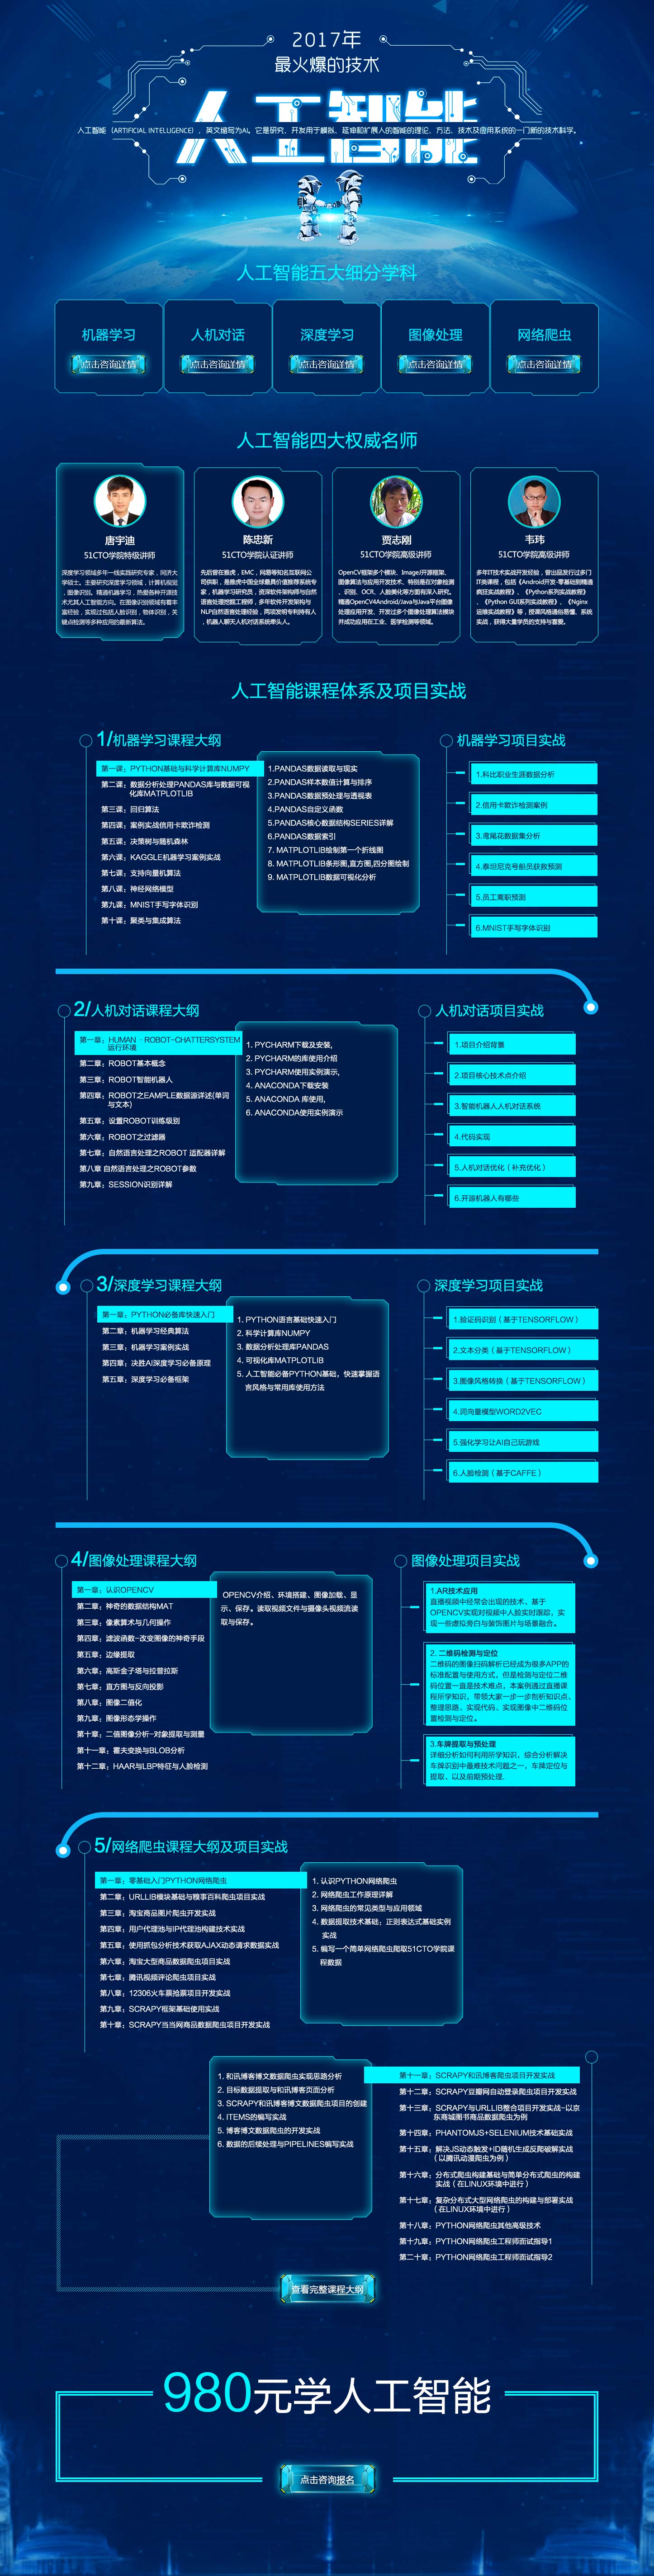 2017年
最火爆的技术
人工智能
人工智能（ARTIFICIAL INTELLIGENCE），英文缩写为AI。它是研究、开发用于模拟、延伸和扩展人的智能的理论、方法、技术及应用系统的一门新的技术科学。
人工智能五大细分学科
机器学习
点击咨询详情
人机对话
点击咨询详情
深度学习
点击咨询详情
图像处理
点击咨询详情
网络爬虫
点击咨询详情
人工智能四大权威名师
唐宇迪
51CTO学院特级讲师
深度学习领域多年一线实践研究专家，同济大
学硕士。主要研究深度学习领域，计算机视觉
，图像识别。精通机器学习，热爱各种开源技
术尤其人工智能方向。在图像识别领域有着丰
富经验，实现过包括人脸识别，物体识别，关
键点检测等多种应用的最新算法。
陈忠新
51CTO学院认证讲师
先后曾在雅虎，EMC，网易等知名互联网公
司供职，是雅虎中国全球最具价值推荐系统专
家，机器学习研究员，资深软件架构师与自然
语言处理挖掘工程师，多年软件开发架构与
NLP自然语言处理经验，两项发明专利持有人
，机器人聊天人机对话系统牵头人。
贾志刚
51CTO学院高级讲师
OpenCV框架多个模块、ImageJ开源框架、
图像算法与应用开发技术、特别是在对象检测
、识别、OCR、人脸美化等方面有深入研究。
精通OpenCV4Android/Java与Java平台图像
处理应用开发、开发过多个图像处理算法模块
并成功应用在工业、医学检测等领域。
韦玮
51CTO学院高级讲师
多年IT技术实战开发经验，曾出品发行过多门
IT类课程，包括《Android开发-零基础到精通
疯狂实战教程》、《Python系列实战教程》
、《Python GUI系列实战教程》、《Nginx
运维实战教程》等，授课风格通俗易懂、系统
实战，获得大量学员的支持与喜爱。
人工智能课程体系及项目实战
1/机器学习课程大纲
第一课：PYTHON基础与科学计算库NUMPY
第二课：数据分析处理PANDAS库与数据可视
化库MATPLOTLIB
第三课：回归算法
第四课：案例实战信用卡欺诈检测
第五课：决策树与随机森林
第六课：KAGGLE机器学习案例实战
第七课：支持向量机算法
第八课：神经网络模型
第九课：MNIST手写字体识别
第十课：聚类与集成算法
1.PANDAS数据读取与现实
2.PANDAS样本数值计算与排序
3.PANDAS数据预处理与透视表
4.PANDAS自定义函数
5.PANDAS核心数据结构SERIES详解
6.PANDAS数据索引
7. MATPLOTLIB绘制第一个折线图
8. MATPLOTLIB条形图,直方图,四分图绘制
9. MATPLOTLIB数据可视化分析
机器学习项目实战
1.科比职业生涯数据分析
2.信用卡欺诈检测案例
3.鸢尾花数据集分析
4.泰坦尼克号船员获救预测
5.员工离职预测
6.MNIST手写字体识别
2/人机对话课程大纲
第一章：HUMAN -ROBOT-CHATTERSYSTEM
运行环境
第二章：ROBOT基本概念
第三章：ROBOT智能机器人
第四章：ROBOT之EAMPLE数据源详述(单词
与文本)
第五章：设置ROBOT训练级别
第六章：ROBOT之过滤器
第七章：自然语言处理之ROBOT 适配器详解
第八章 自然语言处理之ROBOT参数
第九章：SESSION识别详解
1. PYCHARM下载及安装,
2. PYCHARM的库使用介绍
3. PYCHARM使用实例演示,
4. ANACONDA下载安装
5. ANACONDA 库使用,
6. ANACONDA使用实例演示
人机对话项目实战
1.项目介绍背景
2.项目核心技术点介绍
3.智能机器人人机对话系统
4.代码实现
5.人机对话优化（补充优化）
6.开源机器人有哪些
3/深度学习课程大纲
第一章：PYTHON必备库快速入门
第二章：机器学习经典算法
第三章：机器学习案例实战
第四章：决胜AI深度学习必备原理
第五章：深度学习必备框架
1. PYTHON语言基础快速入门
2. 科学计算库NUMPY
3. 数据分析处理库PANDAS
4. 可视化库MATPLOTLIB
5. 人工智能必备PYTHON基础，快速掌握语
言风格与常用库使用方法
深度学习项目实战
1.验证码识别（基于TENSORFLOW）
2.文本分类（基于TENSORFLOW）
3.图像风格转换（基于TENSORFLOW）
4.词向量模型WORD2VEC
5.强化学习让AI自己玩游戏
6.人脸检测（基于CAFFE）
4/图像处理课程大纲
第一章：认识OPENCV
第二章：神奇的数据结构MAT
第三章：像素算术与几何操作
第四章：滤波函数-改变图像的神奇手段
第五章：边缘提取
第六章：高斯金子塔与拉普拉斯
第七章：直方图与反向投影
第八章：图像二值化
第九章：图像形态学操作
第十章：二值图像分析-对象提取与测量
第十一章：霍夫变换与BLOB分析
第十二章：HAAR与LBP特征与人脸检测
OPENCV介绍、环境搭建、图像加载、显
示、保存。读取视频文件与摄像头视频流读
取与保存。
图像处理项目实战
1.AR技术应用
直播视频中经常会出现的技术、基于
OPENCV实现对视频中人脸实时跟踪，实
现一些虚拟旁白与装饰图片与场景融合。
2. 二维码检测与定位
二维码的图像扫码解析已经成为很多APP的
标准配置与使用方式，但是检测与定位二维
码位置一直是技术难点，本案例通过直播课
程所学知识，带领大家一步一步剖析知识点、
整理思路、实现代码、实现图像中二维码位
置检测与定位。
3.车牌提取与预处理
详细分析如何利用所学知识，综合分析解决
车牌识别中最难技术问题之一，车牌定位与
提取、以及前期预处理.
5/网络爬虫课程大纲及项目实战
第一章：零基础入门PYTHON网络爬虫
第二章：URLLIB模块基础与糗事百科爬虫项目实战
第三章：淘宝商品图片爬虫开发实战
第四章：用户代理池与IP代理池构建技术实战
第五章：使用抓包分析技术获取AJAX动态请求数据实战
第六章：淘宝大型商品数据爬虫项目实战
第七章：腾讯视频评论爬虫项目实战
第八章：12306火车票抢票项目开发实战
第九章：SCRAPY框架基础使用实战
第十章：SCRAPY当当网商品数据爬虫项目开发实战
1. 认识PYTHON网络爬虫
2. 网络爬虫工作原理详解
3. 网络爬虫的常见类型与应用领域
4. 数据提取技术基础：正则表达式基础实例
实战
5. 编写一个简单网络爬虫爬取51CTO学院课
程数据
1. 和讯博客博文数据爬虫实现思路分析
2. 目标数据提取与和讯博客页面分析
3. SCRAPY和讯博客博文数据爬虫项目的创建
4. ITEMS的编写实战
5. 博客博文数据爬虫的开发实战
6. 数据的后续处理与PIPELINES编写实战
第十一章：SCRAPY和讯博客爬虫项目开发实战
第十二章：SCRAPY豆瓣网自动登录爬虫项目开发实战
第十三章：SCRAPY与URLLIB整合项目开发实战-以京
东商城图书商品数据爬虫为例
第十四章：PHANTOMJS+SELENIUM技术基础实战
第十五章：解决JS动态触发+ID随机生成反爬破解实战
（以腾讯动漫爬虫为例）
第十六章：分布式爬虫构建基础与简单分布式爬虫的构建
实战（在LINUX环境中进行）
第十七章：复杂分布式大型网络爬虫的构建与部署实战
（在LINUX环境中进行）
第十八章：PYTHON网络爬虫其他高级技术
第十九章：PYTHON网络爬虫工程师面试指导1
第二十章：PYTHON网络爬虫工程师面试指导2
查看完整课程大纲
980元学人工智能
点击咨询报名